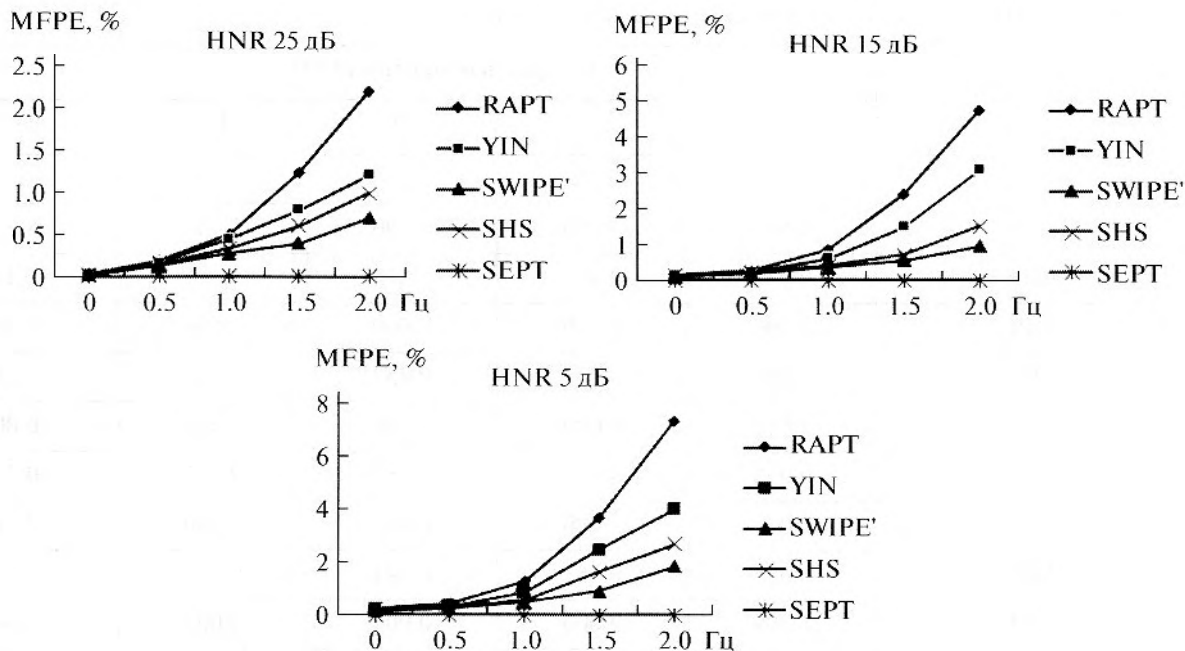 MFPE, %
HNR 25 дБ
2.5
2.0
1.5
1.0
0.5
0
0 0.5 1.0 1.5 2.0 Гц
RAPT
YIN
SWIPE'
SHS
SEPT
MFPE, %
HNR 15 дБ
6
5
4
3
2
1
0
0 0.5 1.0 1.5 2.0 Гц
RAPT
YIN
SWIPE'
SHS
SEPT
MFPE, %
HNR 5 дБ
8
6
4
2
0
0 0.5 1.0 1.5 2.0 Гц
RAPT
YIN
SWIPE'
SHS
SEPT